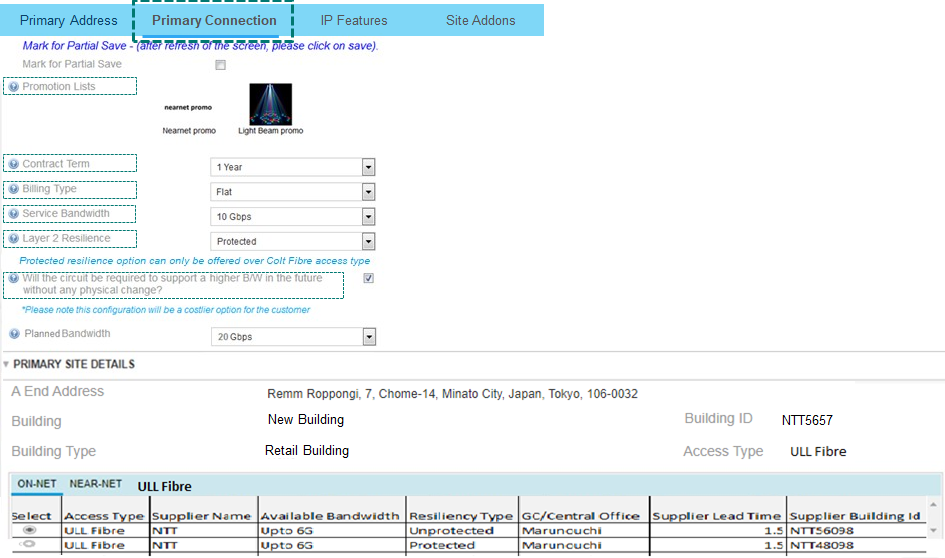 Primary Address Primary Connection IP Features Site Addons
Mark for Partial Save - (after refresh of the screen, please click on save).
Mark for Partial Save
Promotion Lists
nearnet promo
Nearnet promo Light Beam promo
Contract Term 1 Year
Billing Type Flat
Service Bandwidth 10 Gbps
Layer 2 Resilience Protected
Protected resilience option can only be offered over Colt Fibre access type
Will the circuit be required to support a higher B/W in the future
without any physical change?
*Please note this configuration will be a costlier option for the customer
Planned Bandwidth 20 Gbps
PRIMARY SITE DETAILS
A End Address Remm Roppongi, 7, Chome-14, Minato City, Japan, Tokyo, 106-0032
Building New Building Building ID NTT5657
Building Type Retail Building Access Type ULL Fibre
ON-NET NEAR-NET ULL Fibre
Select Access Type Supplier Name Available Bandwidth Resiliency Type GC/Central Office Supplier Lead Time Supplier Building Id
ULL Fibre NTT Upto 6G Unprotected Marunuchi 1.5 NTT56098
ULL Fibre NTT Upto 6G Protected Marunuchi 1.5 NTT48098